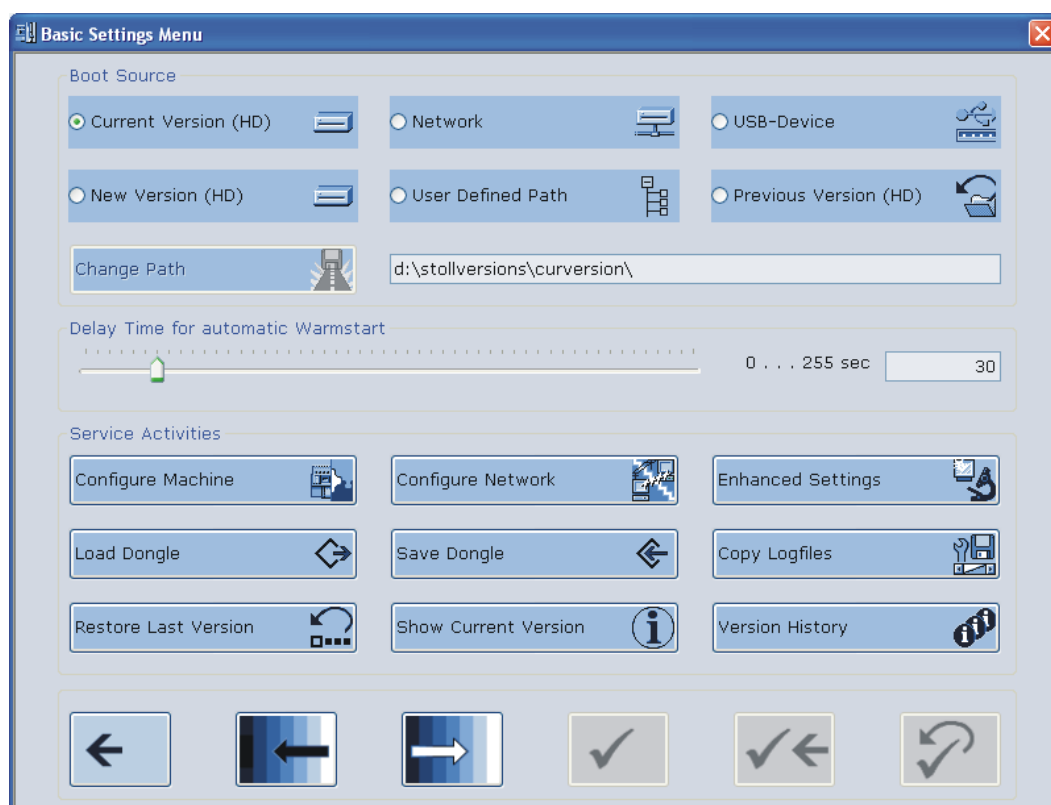 Basic Settings Menu
Boot Source
Current Version (HD)
Network
USB-Device
New Version (HD)
User Defined Path
Previous Version (HD)
Change Path
d:\stollversions\curversion\
Delay Time for automatic Warmstart
0 . . . 255 sec
30
Service Activities
Configure Machine
Configure Network
Enhanced Settings
Load Dongle
Save Dongle
Copy Logfiles
Restore Last Version
Show Current Version
Version History